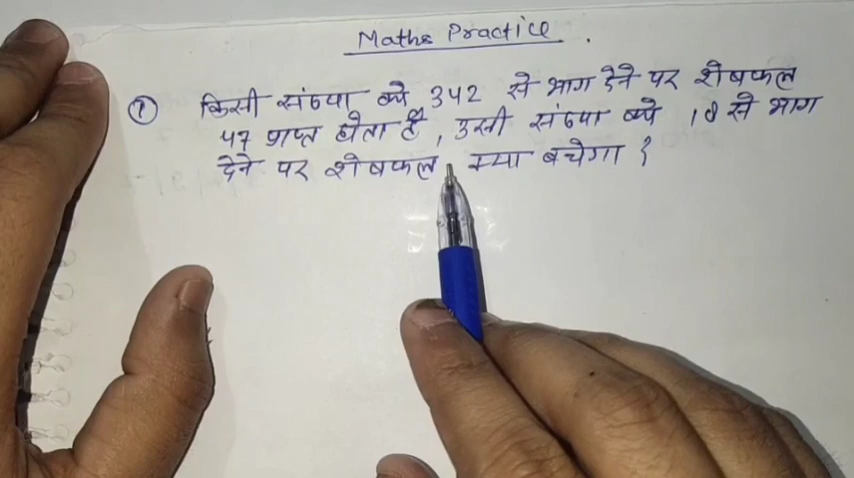 Maths Practice .
① किसी संख्या को 342 से भाग देने पर शेषफल
47 प्राप्त होता है, उसी संख्या को 18 से भाग
देने पर शेषफल क्या बचेगा ?